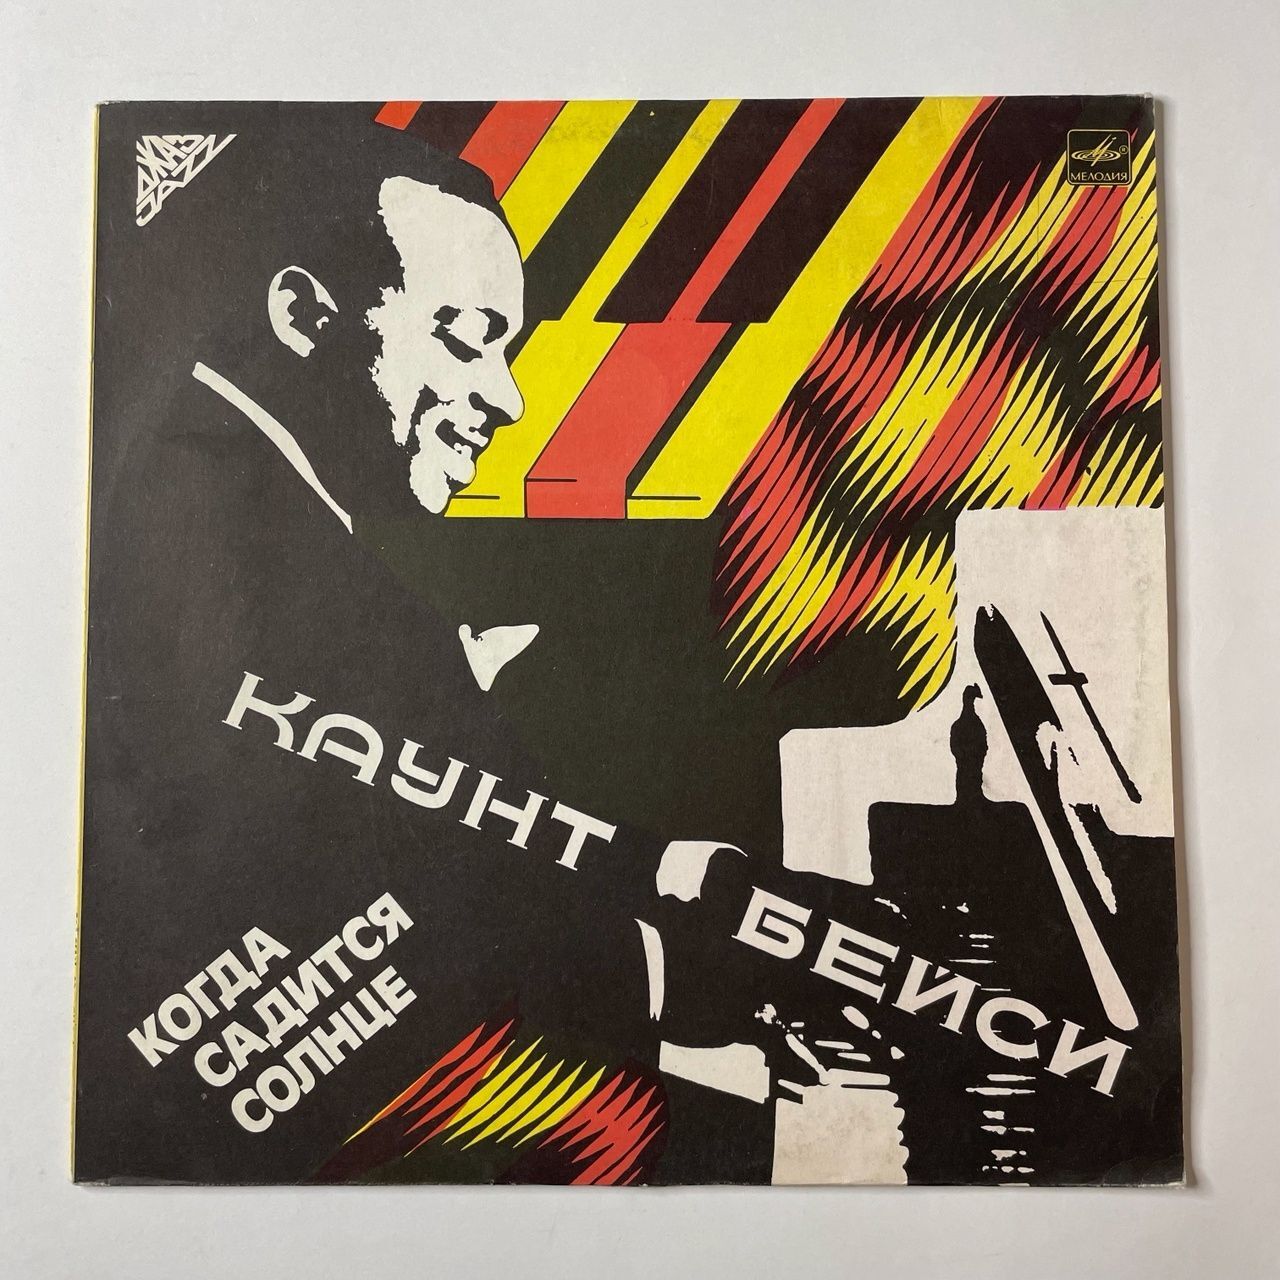 ДЖАЗ
JAZZ
МЕЛОДИЯ
КАУНТ
БЕЙСИ
КОГДА
САДИТСЯ
СОЛНЦЕ